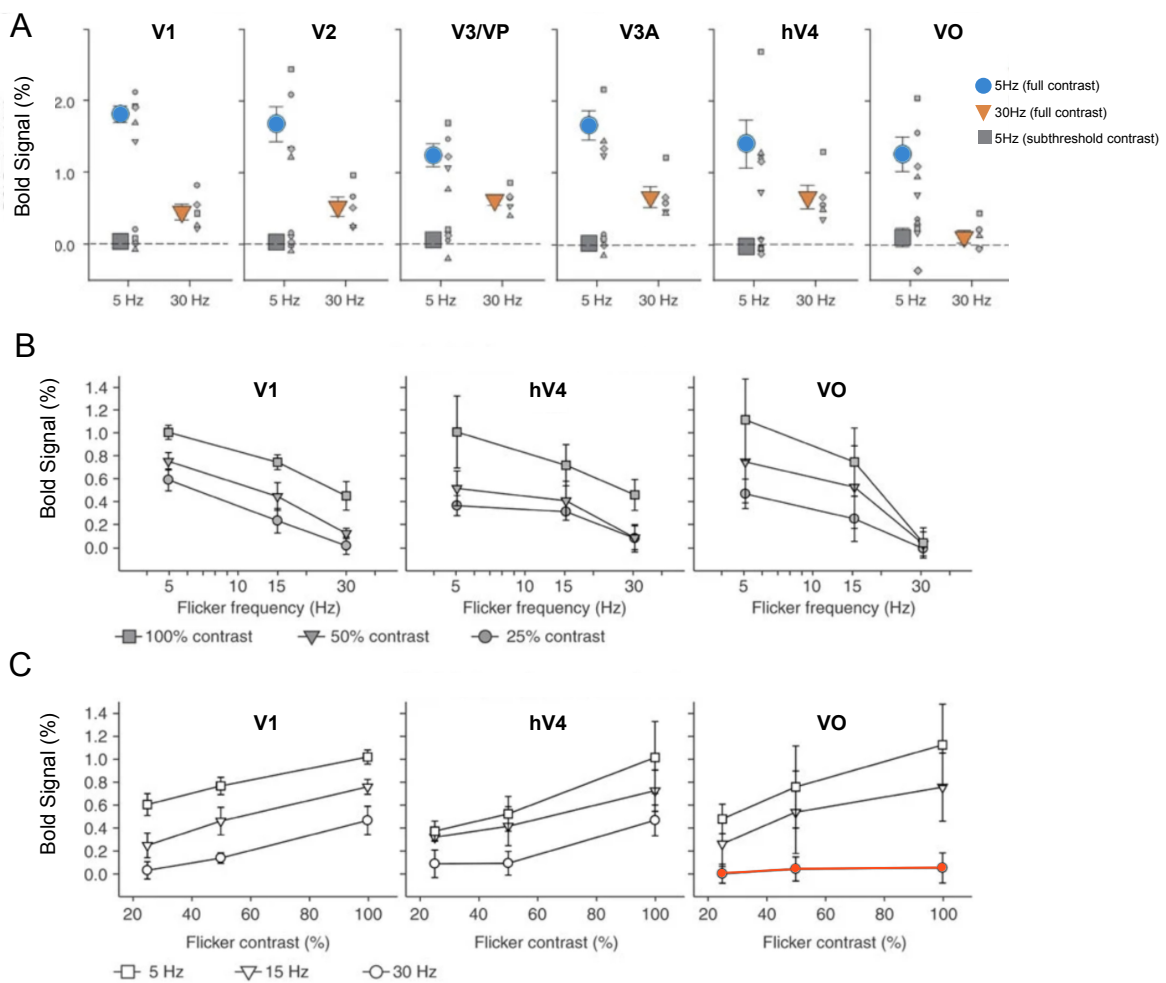 A
V1 V2 V3/VP V3A hV4 VO
Bold Signal (%)
2.0
1.0
0.0
5 Hz 30 Hz 5 Hz 30 Hz 5 Hz 30 Hz 5 Hz 30 Hz 5 Hz 30 Hz 5 Hz 30 Hz
5Hz (full contrast)
30Hz (full contrast)
5Hz (subthreshold contrast)
B
V1 hV4 VO
Bold Signal (%)
1.4
1.2
1.0
0.8
0.6
0.4
0.2
0.0
5 10 15 30 5 10 15 30 5 10 15 30
Flicker frequency (Hz) Flicker frequency (Hz) Flicker frequency (Hz)
100% contrast 50% contrast 25% contrast
C
V1 hV4 VO
Bold Signal (%)
1.4
1.2
1.0
0.8
0.6
0.4
0.2
0.0
20 40 60 80 100 20 40 60 80 100 20 40 60 80 100
Flicker contrast (%) Flicker contrast (%) Flicker contrast (%)
5 Hz 15 Hz 30 Hz